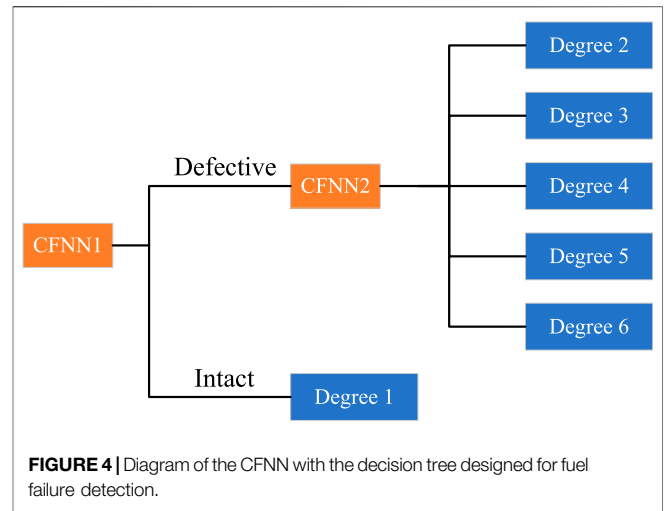 Degree 2
Degree 3
Defective
CFNN2
Degree 4
CFNN1
Degree 5
Degree 6
Intact
Degree 1
FIGURE 4 | Diagram of the CFNN with the decision tree designed for fuel
failure detection.